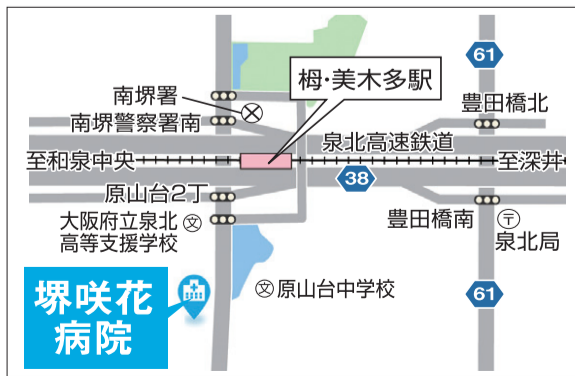 61
栂・美木多駅
南堺署
豊田橋北
南堺警察署南
泉北高速鉄道
至和泉中央
至深井
38
原山台2丁
大阪府立泉北
高等支援学校
文
豊田橋南
〒
泉北局
文
原山台中学校
堺咲花
病院
61